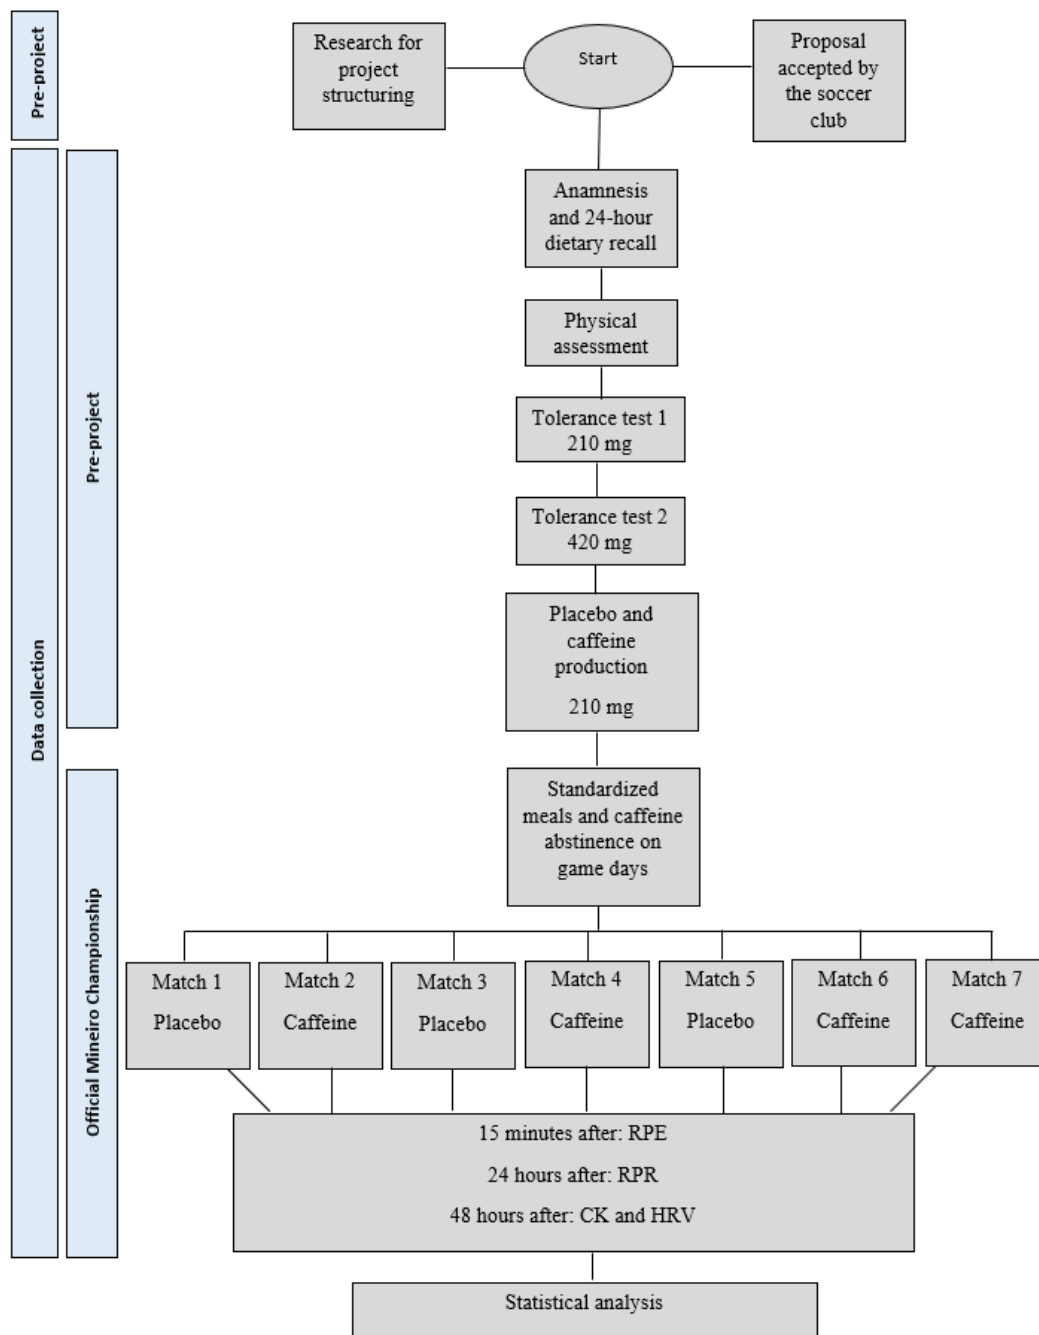 Pre-project
Research for
project
structuring
Start
Proposal
accepted by
the soccer
club
Data collection
Pre-project
Anamnesis
and 24-hour
dietary recall
Physical
assessment
Tolerance test 1
210 mg
Tolerance test 2
420 mg
Placebo and
caffeine
production
210 mg
Official Mineiro Championship
Standardized
meals and caffeine
abstinence on
game days
Match 1
Placebo
Match 2
Caffeine
Match 3
Placebo
Match 4
Caffeine
Match 5
Placebo
Match 6
Caffeine
Match 7
Caffeine
15 minutes after: RPE
24 hours after: RPR
48 hours after: CK and HRV
Statistical analysis